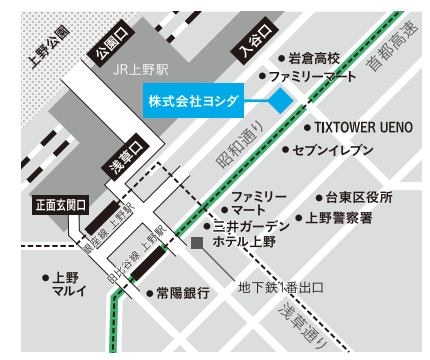 上野公園
公園口
JR上野駅
入谷口
岩倉高校
ファミリーマート
首都高速
株式会社ヨシダ
昭和通り
TIXTOWER UENO
セブンイレブン
浅草口
正面玄関口
銀座線 上野駅
日比谷線 上野駅
ファミリー
マート
三井ガーデン
ホテル上野
台東区役所
上野警察署
上野
マルイ
常陽銀行
地下鉄1番出口
浅草通り